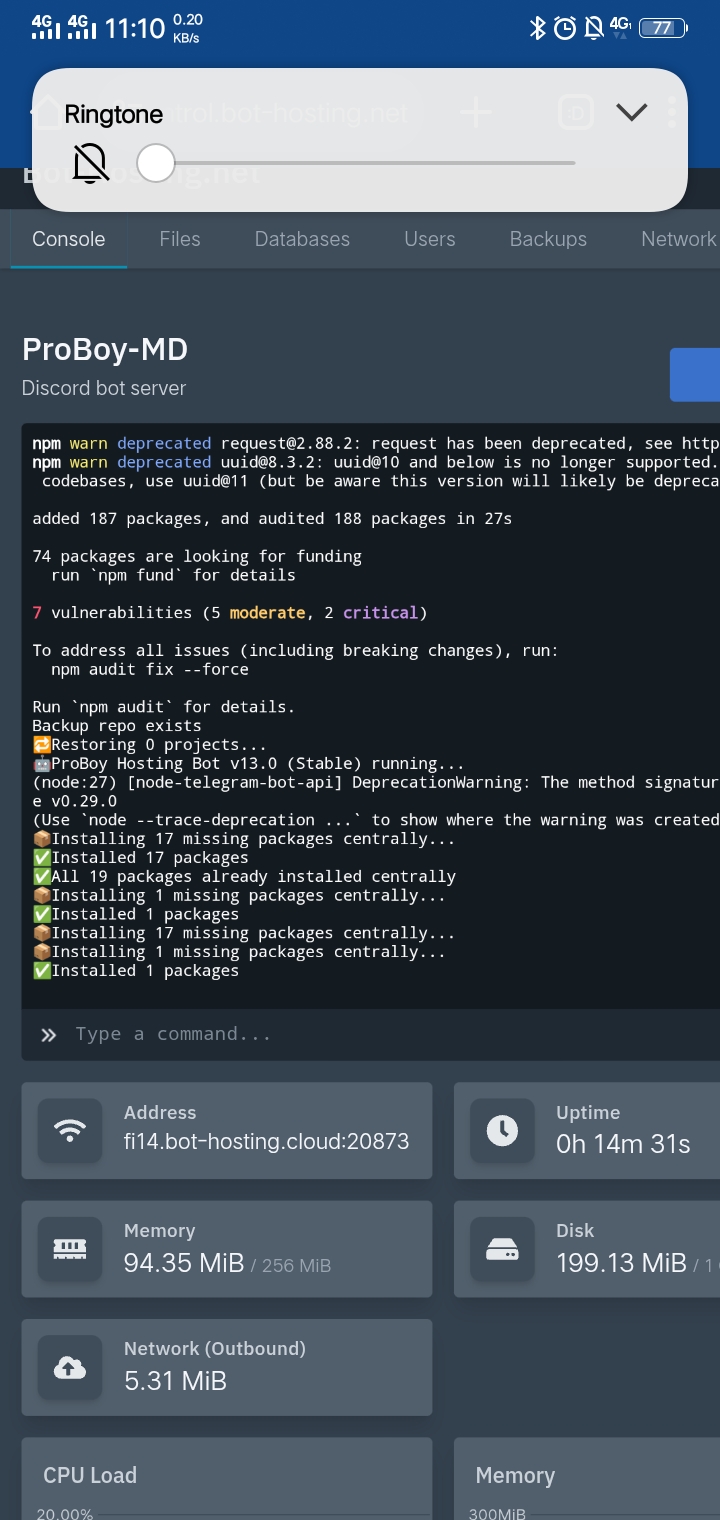 4G 4G 11:10 0.20 KB/s 4G 77
Ringtone
trol.bot-hosting.net
:D
Bot-hosting.net
Console Files Databases Users Backups Network
ProBoy-MD
Discord bot server
npm warn deprecated request@2.88.2: request has been deprecated, see http
npm warn deprecated uuid@8.3.2: uuid@10 and below is no longer supported.
codebases, use uuid@11 (but be aware this version will likely be depreca
added 187 packages, and audited 188 packages in 27s
74 packages are looking for funding
run `npm fund` for details
7 vulnerabilities (5 moderate, 2 critical)
To address all issues (including breaking changes), run:
npm audit fix --force
Run `npm audit` for details.
Backup repo exists
🔁Restoring 0 projects...
🤖ProBoy Hosting Bot v13.0 (Stable) running...
(node:27) [node-telegram-bot-api] DeprecationWarning: The method signatur
e v0.29.0
(Use `node --trace-deprecation ...` to show where the warning was created
📦Installing 17 missing packages centrally...
✅Installed 17 packages
✅All 19 packages already installed centrally
📦Installing 1 missing packages centrally...
✅Installed 1 packages
📦Installing 17 missing packages centrally...
📦Installing 1 missing packages centrally...
✅Installed 1 packages
Type a command...
Address
fi14.bot-hosting.cloud:20873
Uptime
0h 14m 31s
Memory
94.35 MiB / 256 MiB
Disk
199.13 MiB / 1
Network (Outbound)
5.31 MiB
CPU Load
Memory
20.00%
300MiB